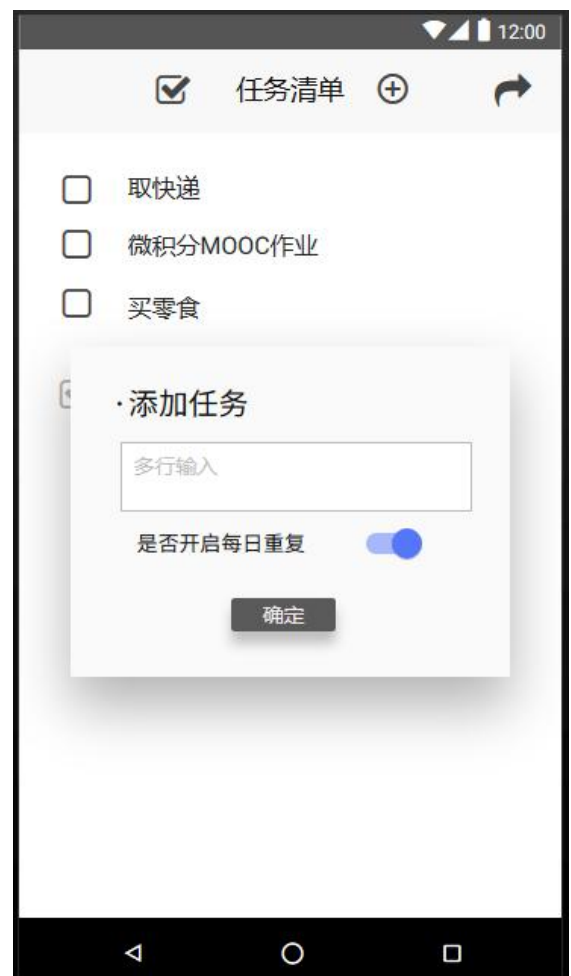 12:00
任务清单
取快递
微积分MOOC作业
买零食
·添加任务
多行输入
是否开启每日重复
确定